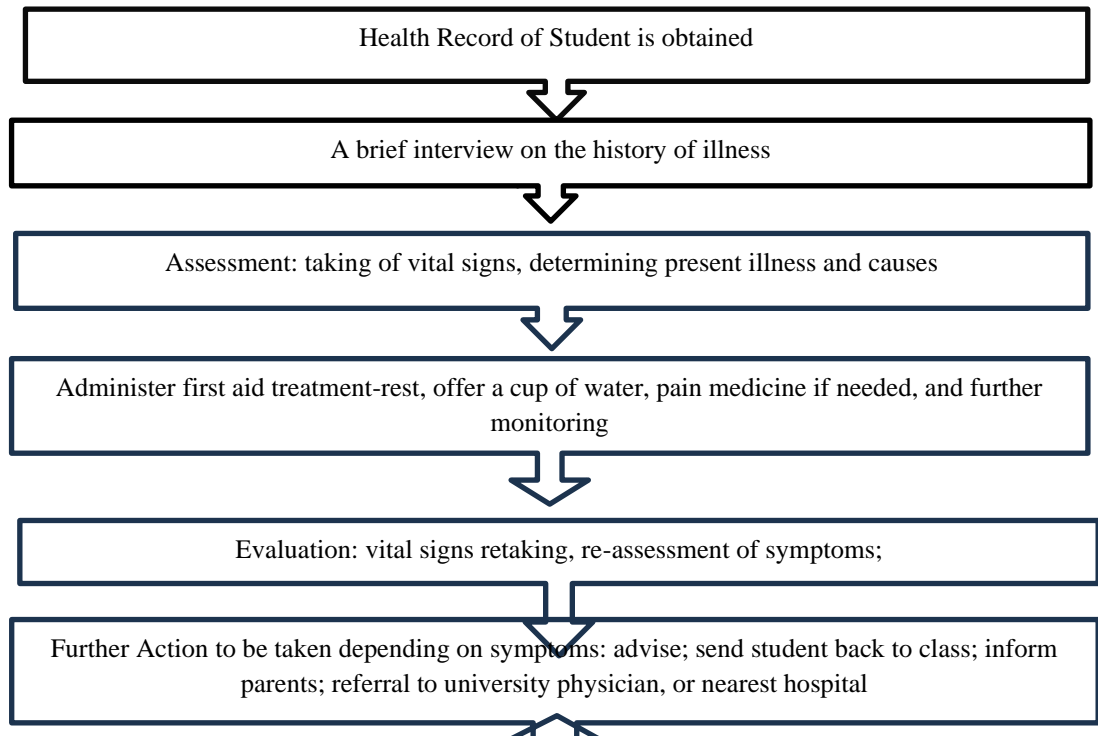 Health Record of Student is obtained
A brief interview on the history of illness
Assessment: taking of vital signs, determining present illness and causes
Administer first aid treatment-rest, offer a cup of water, pain medicine if needed, and further
monitoring
Evaluation: vital signs retaking, re-assessment of symptoms;
Further Action to be taken depending on symptoms: advise; send student back to class; inform
parents; referral to university physician, or nearest hospital